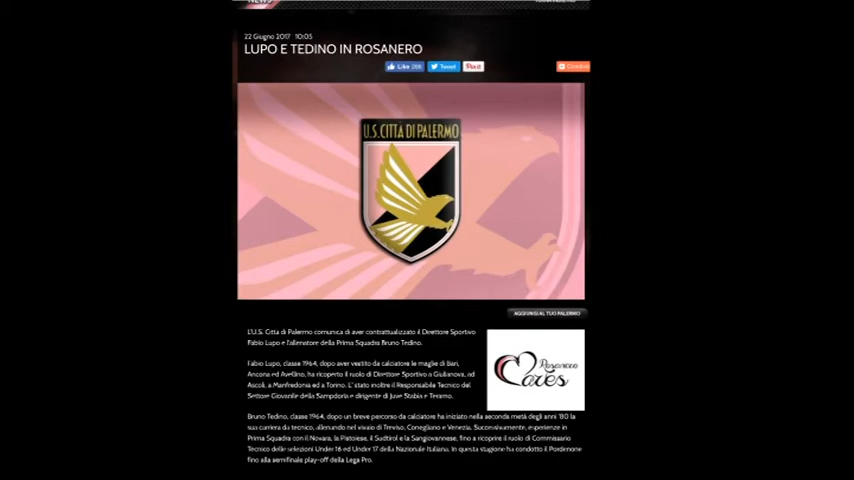 NEWS
22 Giugno 2017 10:05
LUPO E TEDINO IN ROSANERO
Like 266
Tweet
Pin it
U.S.CITTÀ DI PALERMO
AGGIUNGI AL TUO PALERMO
L'U.S. Città di Palermo comunica di aver contrattualizzato il Direttore Sportivo
Fabio Lupo e l'allenatore della Prima Squadra Bruno Tedino.
Fabio Lupo, classe 1964, dopo aver vestito da calciatore le maglie di Bari,
Ancona ed Avellino, ha ricoperto il ruolo di Direttore Sportivo a Giulianova, ad
Ascoli, a Manfredonia ed a Torino. L' stato inoltre il Responsabile Tecnico del
Settore Giovanile della Sampdoria e dirigente di Juve Stabia e Teramo.
Rosanero
Cares
Bruno Tedino, classe 1964, dopo un breve percorso da calciatore ha iniziato nella seconda metà degli anni '80 la
sua carriera da tecnico, allenando nel vivaio di Treviso, Conegliano e Venezia. Successivamente, esperienze in
Prima Squadra con il Novara, la Pistoiese, il Sudtirol e la Sangiovannese, fino a ricoprire il ruolo di Commissario
Tecnico delle selezioni Under 16 ed Under 17 della Nazionale Italiana. In questa stagione ha condotto il Pordenone
fino alla semifinale play-off della Lega Pro.